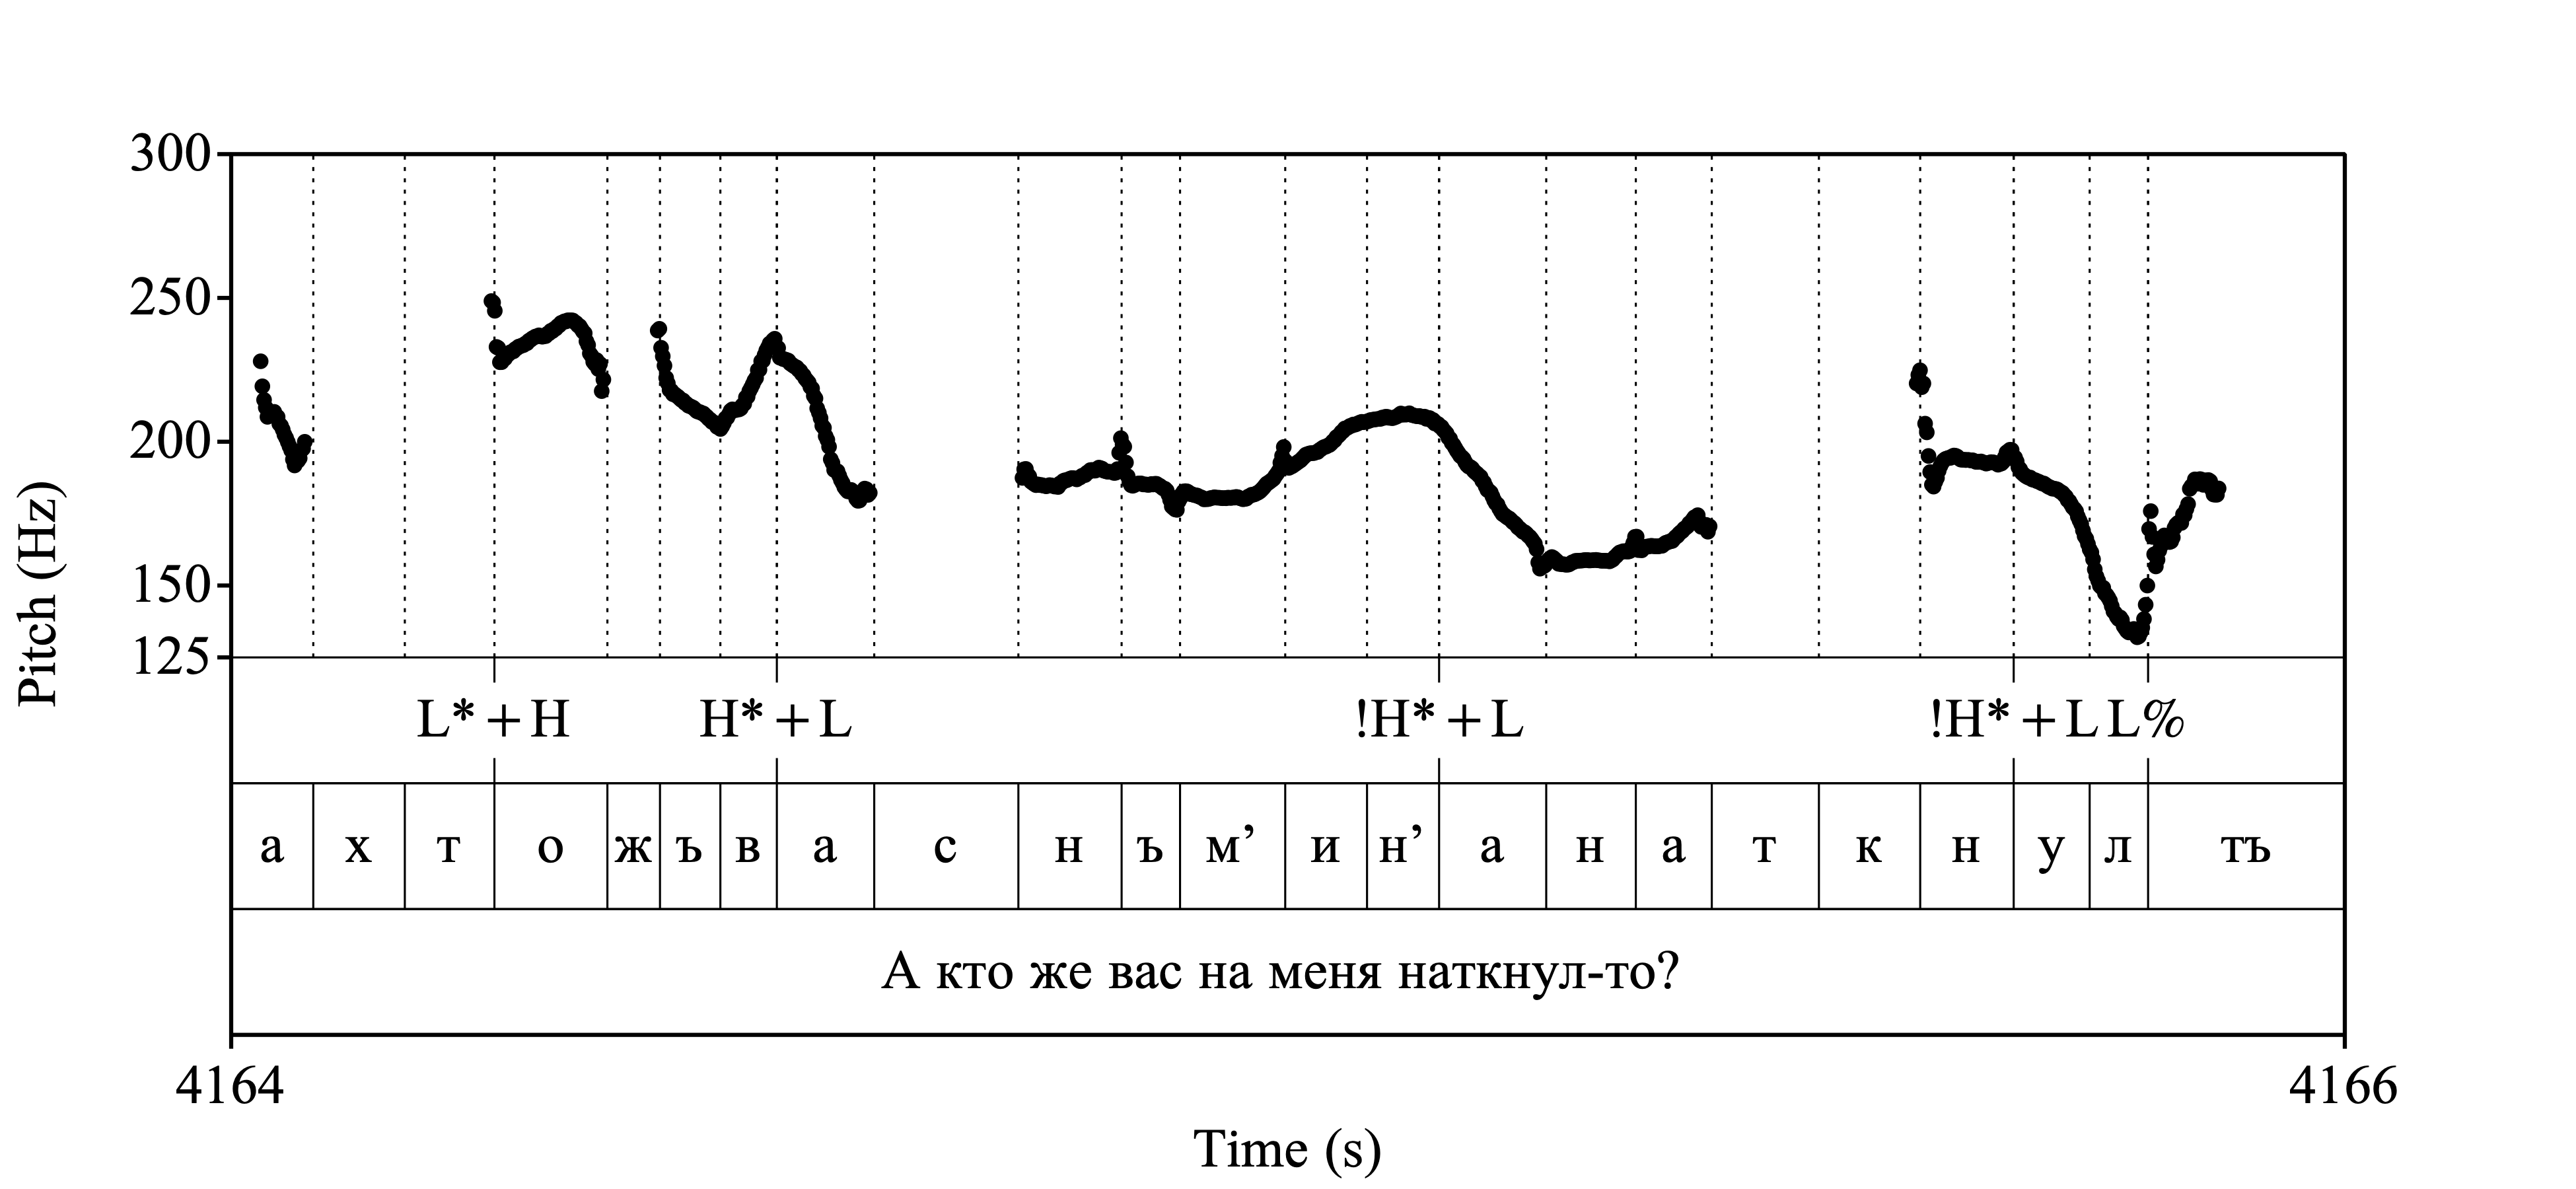 300
250
200
150
125
Pitch (Hz)
L* + H H* + L !H* + L !H* + L L%
а х т о ж ъ в а с н ъ м’ и н’ а н а т к н у л тъ
А кто же вас на меня наткнул-то?
4164 4166
Time (s)